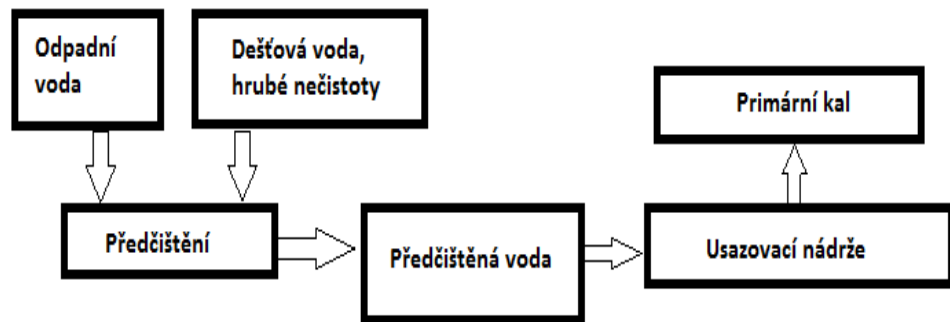 Odpadní
voda
Dešťová voda,
hrubé nečistoty
Primární kal
Předčištění
Předčištěná voda
Usazovací nádrže